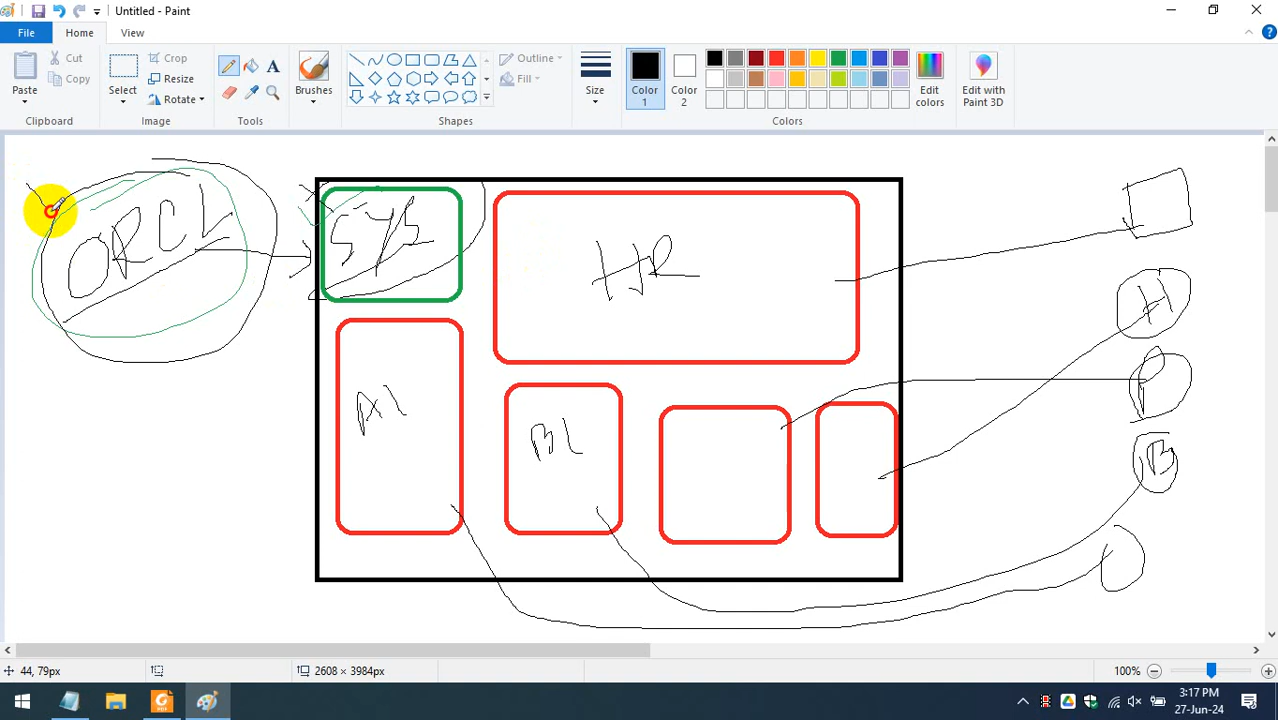 Untitled - Paint
File
Home
View
Paste
Cut
Copy
Clipboard
Select
Crop
Resize
Rotate
Image
Tools
Brushes
Shapes
Outline
Fill
Size
Color 1
Color 2
Edit colors
Colors
Edit with Paint 3D
ORCL
SYS
HR
BL
H
P
B
44, 79px
2608 × 3984px
100%
3:17 PM
27-Jun-24